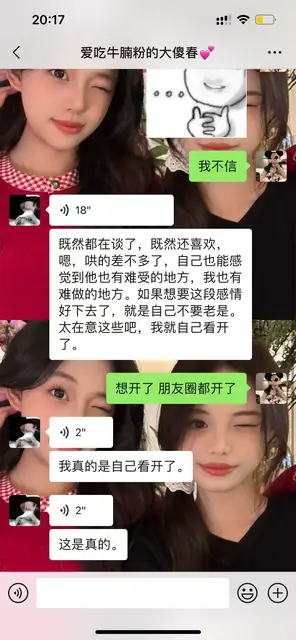 20:17
爱吃牛腩粉的大傻春💕
我不信
18"
既然都在谈了，既然还喜欢，
嗯，哄的差不多了，自己也能感
觉到他也有难受的地方，我也有
难做的地方。如果想要这段感情
好下去了，就是自己不要老是。
太在意这些吧，我就自己看开
了。
想开了 朋友圈都开了
2"
我真的是自己看开了。
2"
这是真的。